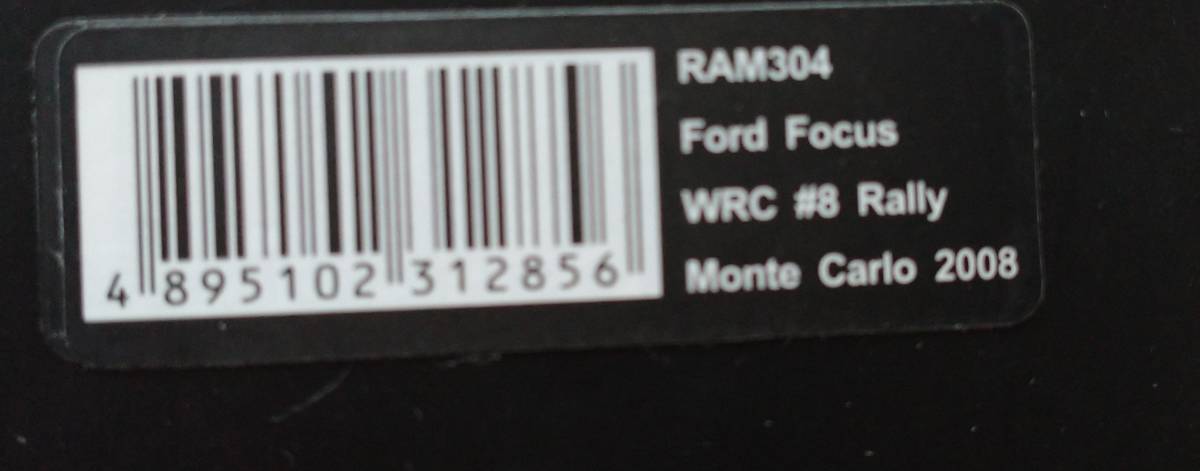 4 895102 312856
RAM304
Ford Focus
WRC #8 Rally
Monte Carlo 2008